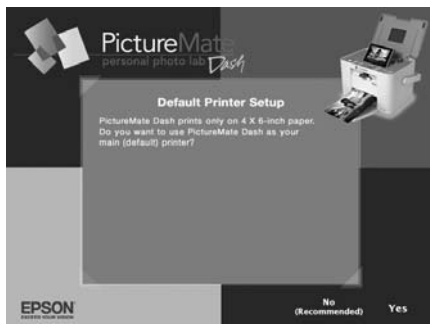 PictureMate
personal photo lab Dash
Default Printer Setup
PictureMate Dash prints only on 4 X 6-inch paper.
Do you want to use PictureMate Dash as your
main (default) printer?
EPSON
EXCEED YOUR VISION
No
(Recommended)
Yes